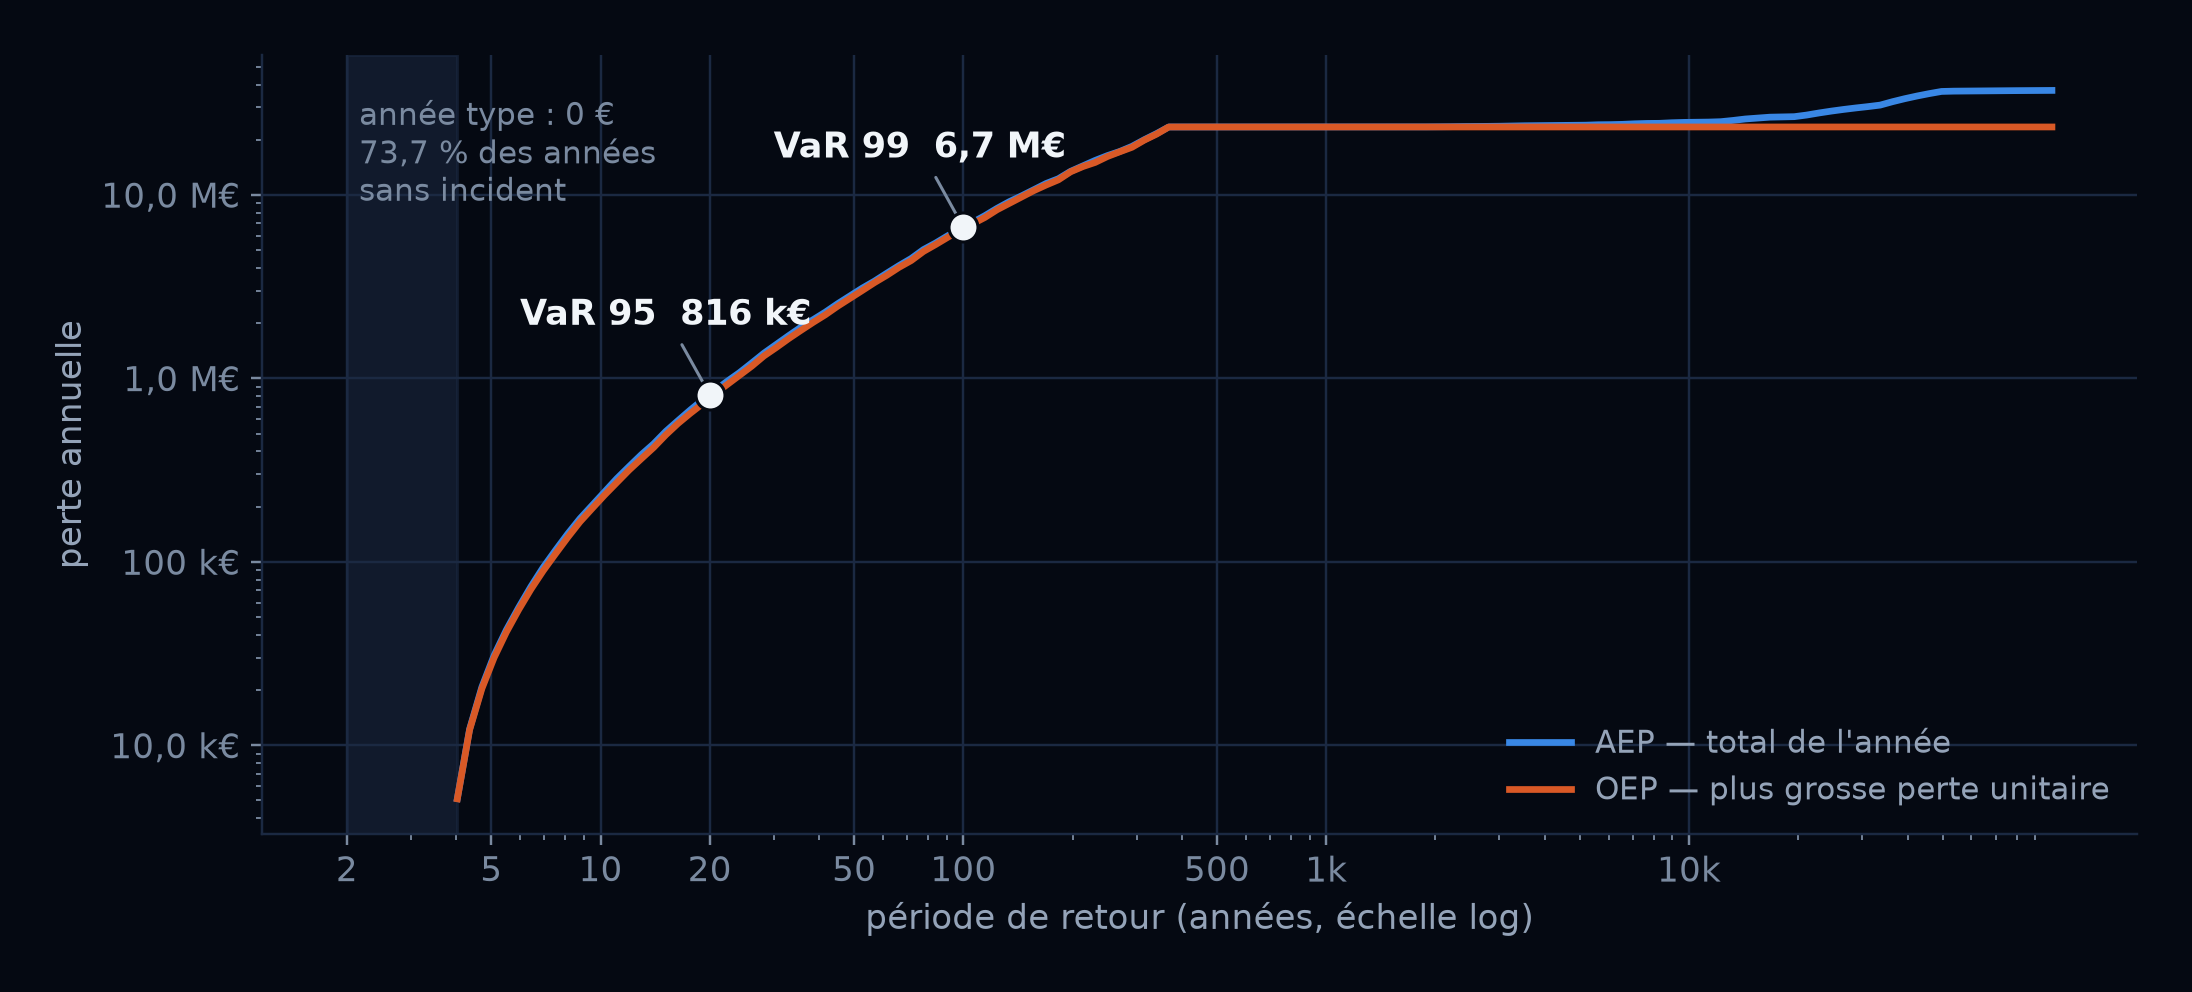 année type : 0 €
73,7 % des années
sans incident
VaR 99  6,7 M€
VaR 95  816 k€
perte annuelle
10,0 M€
1,0 M€
100 k€
10,0 k€
AEP — total de l'année
OEP — plus grosse perte unitaire
2
5
10
20
50
100
500
1k
10k
période de retour (années, échelle log)